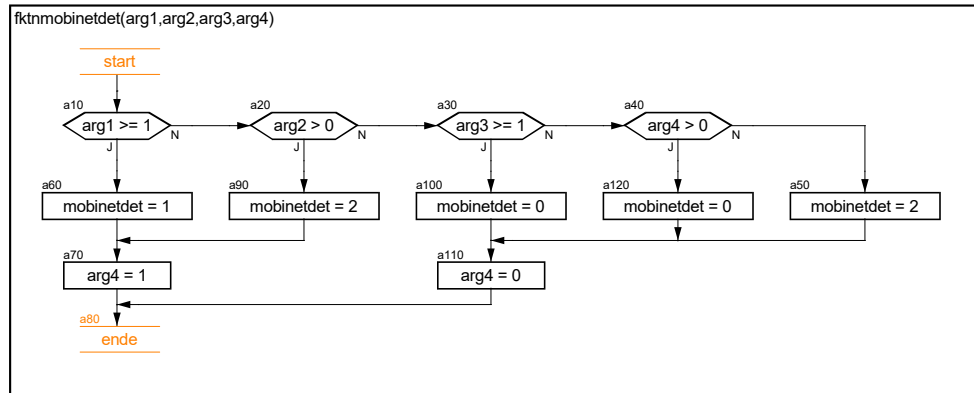 fktnmobinetdet(arg1,arg2,arg3,arg4)
start
a10
a20
a30
a40
arg1 >= 1
N
arg2 > 0
N
arg3 >= 1
N
arg4 > 0
N
J
J
J
J
a60
a90
a100
a120
a50
mobinetdet = 1
mobinetdet = 2
mobinetdet = 0
mobinetdet = 0
mobinetdet = 2
a70
a110
arg4 = 1
arg4 = 0
a80
ende